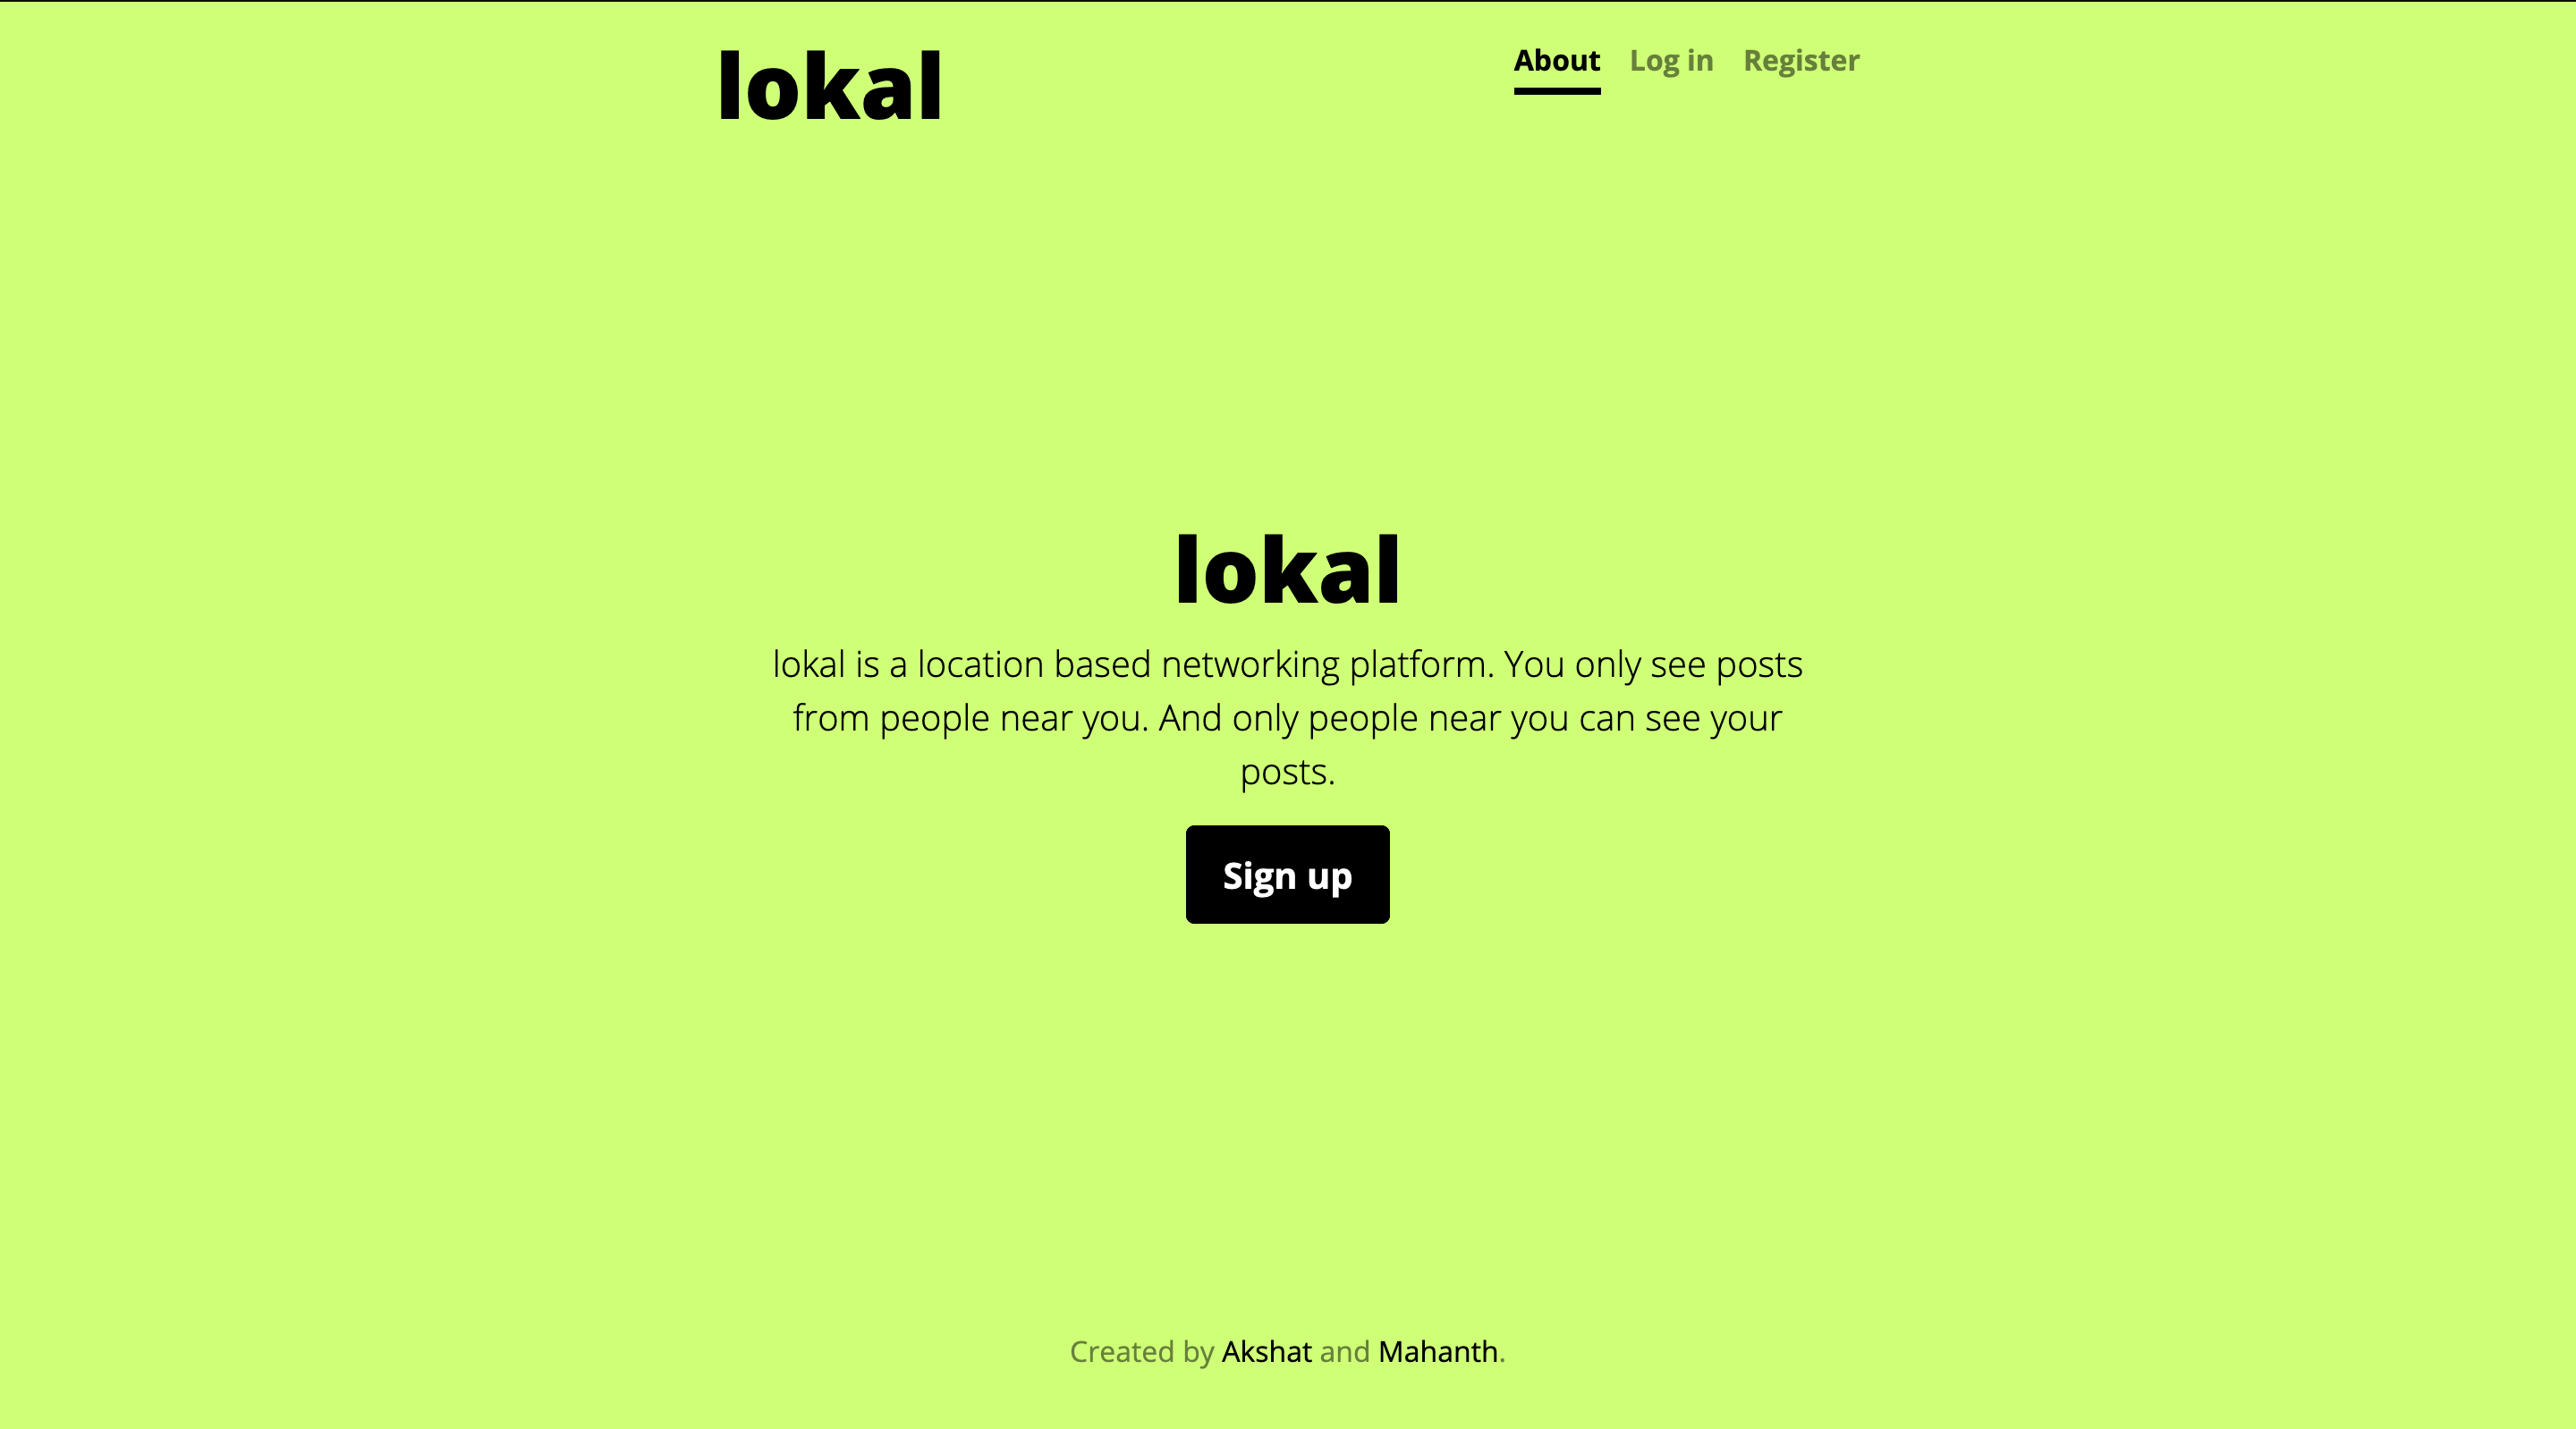 lokal
About Log in Register
lokal
lokal is a location based networking platform. You only see posts
from people near you. And only people near you can see your
posts.
Sign up
Created by Akshat and Mahanth.